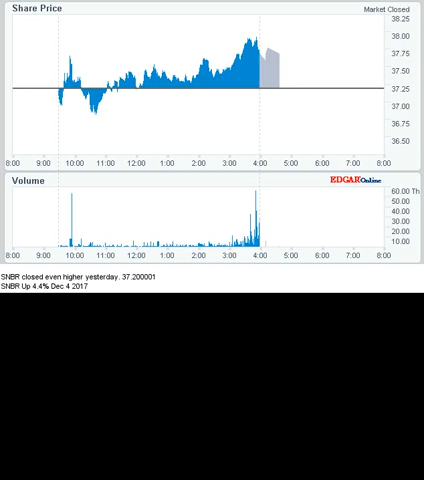 Share Price
Market Closed
38.25
38.00
37.75
37.50
37.25
37.00
36.75
36.50
8:00 9:00 10:00 11:00 12:00 1:00 2:00 3:00 4:00 5:00 6:00 7:00 8:00
Volume
EDGAR Online
60.00 Th
50.00
40.00
30.00
20.00
10.00
8:00 9:00 10:00 11:00 12:00 1:00 2:00 3:00 4:00 5:00 6:00 7:00 8:00
SNBR closed even higher yesterday. 37.200001
SNBR Up 4.4% Dec 4 2017